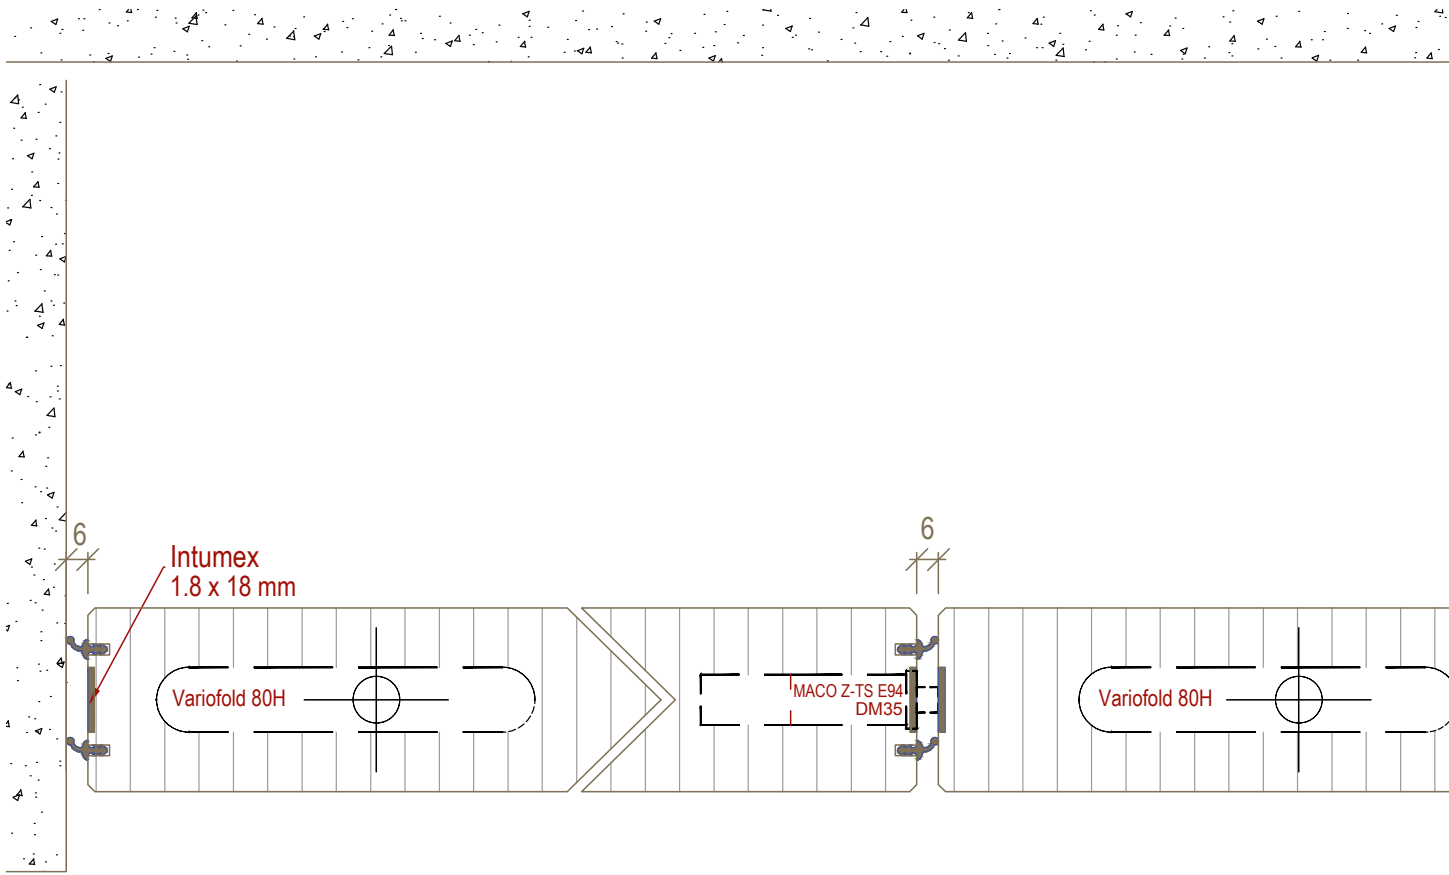 6
6
Intumex
1.8 x 18 mm
Variofold 80H
MACO Z-TS E94
DM35
Variofold 80H